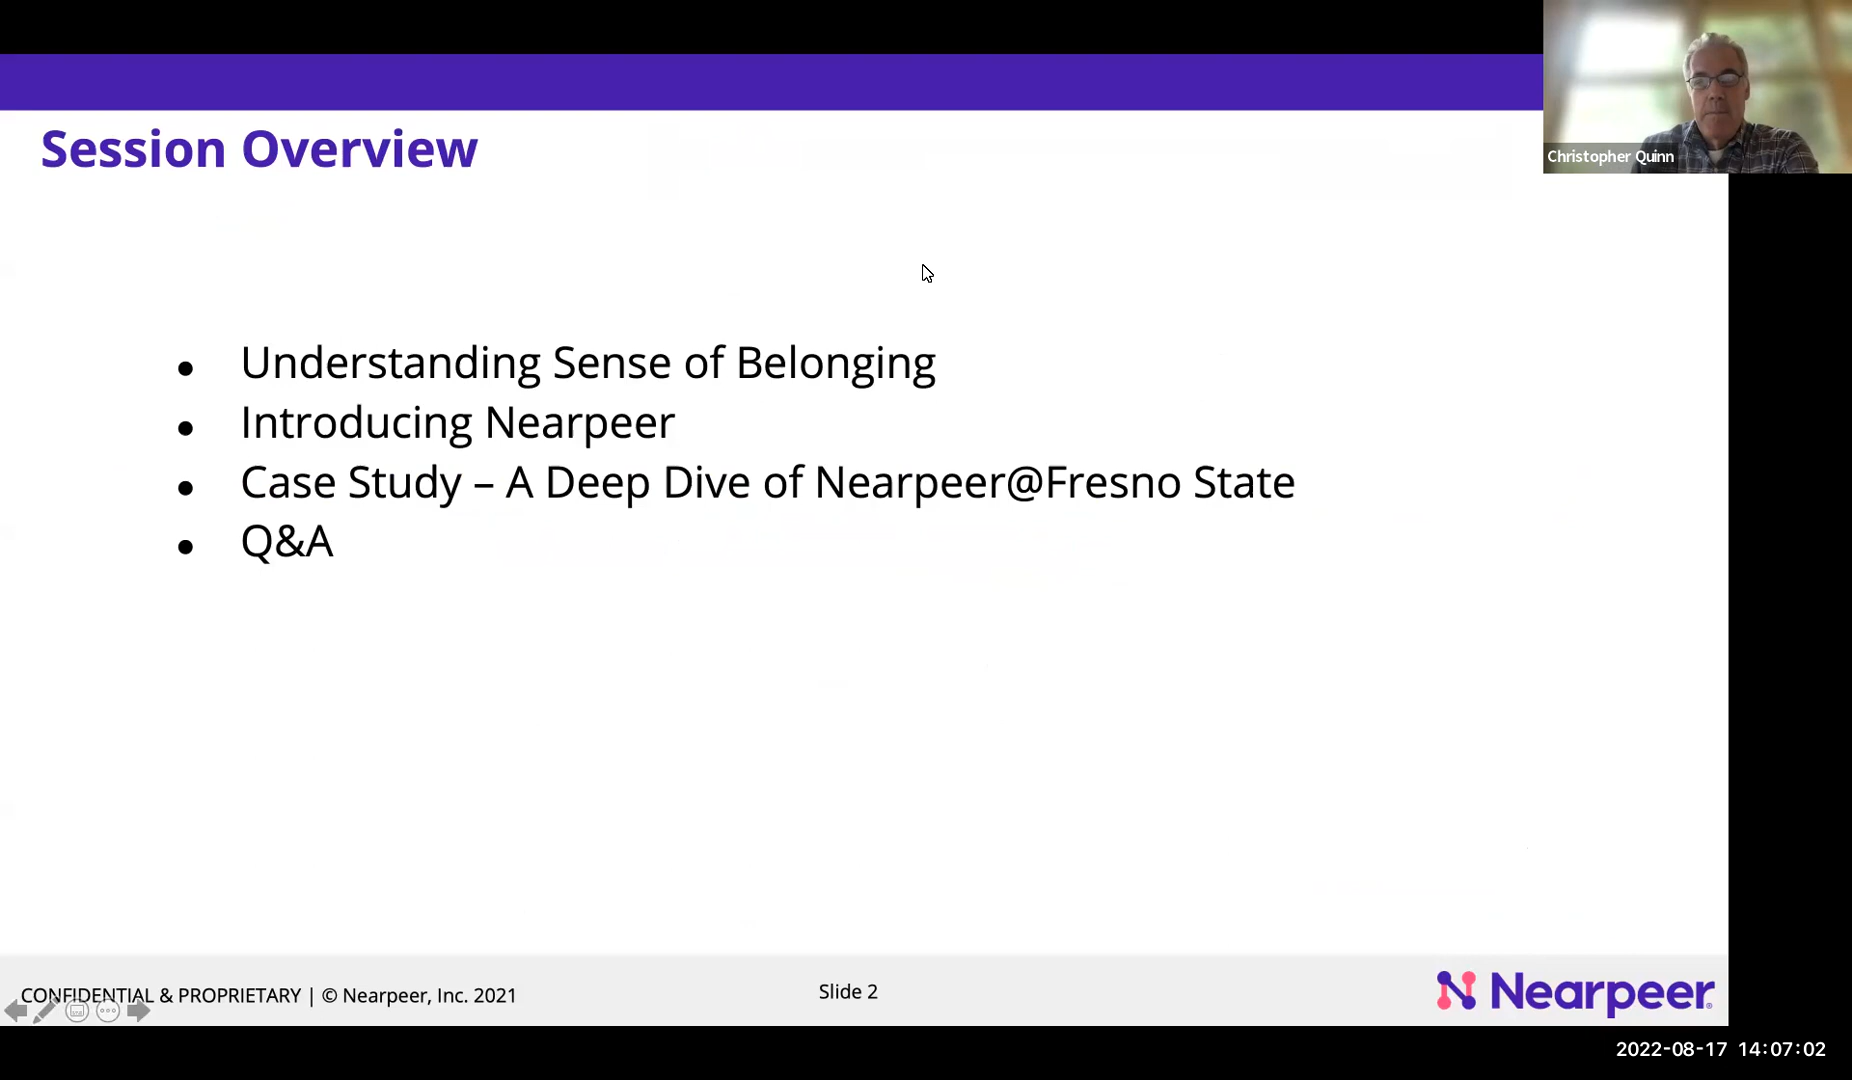 Session Overview
Christopher Quinn
• Understanding Sense of Belonging
• Introducing Nearpeer
• Case Study – A Deep Dive of Nearpeer@Fresno State
• Q&A
CONFIDENTIAL & PROPRIETARY | © Nearpeer, Inc. 2021
Slide 2
Nearpeer®
2022-08-17 14:07:02